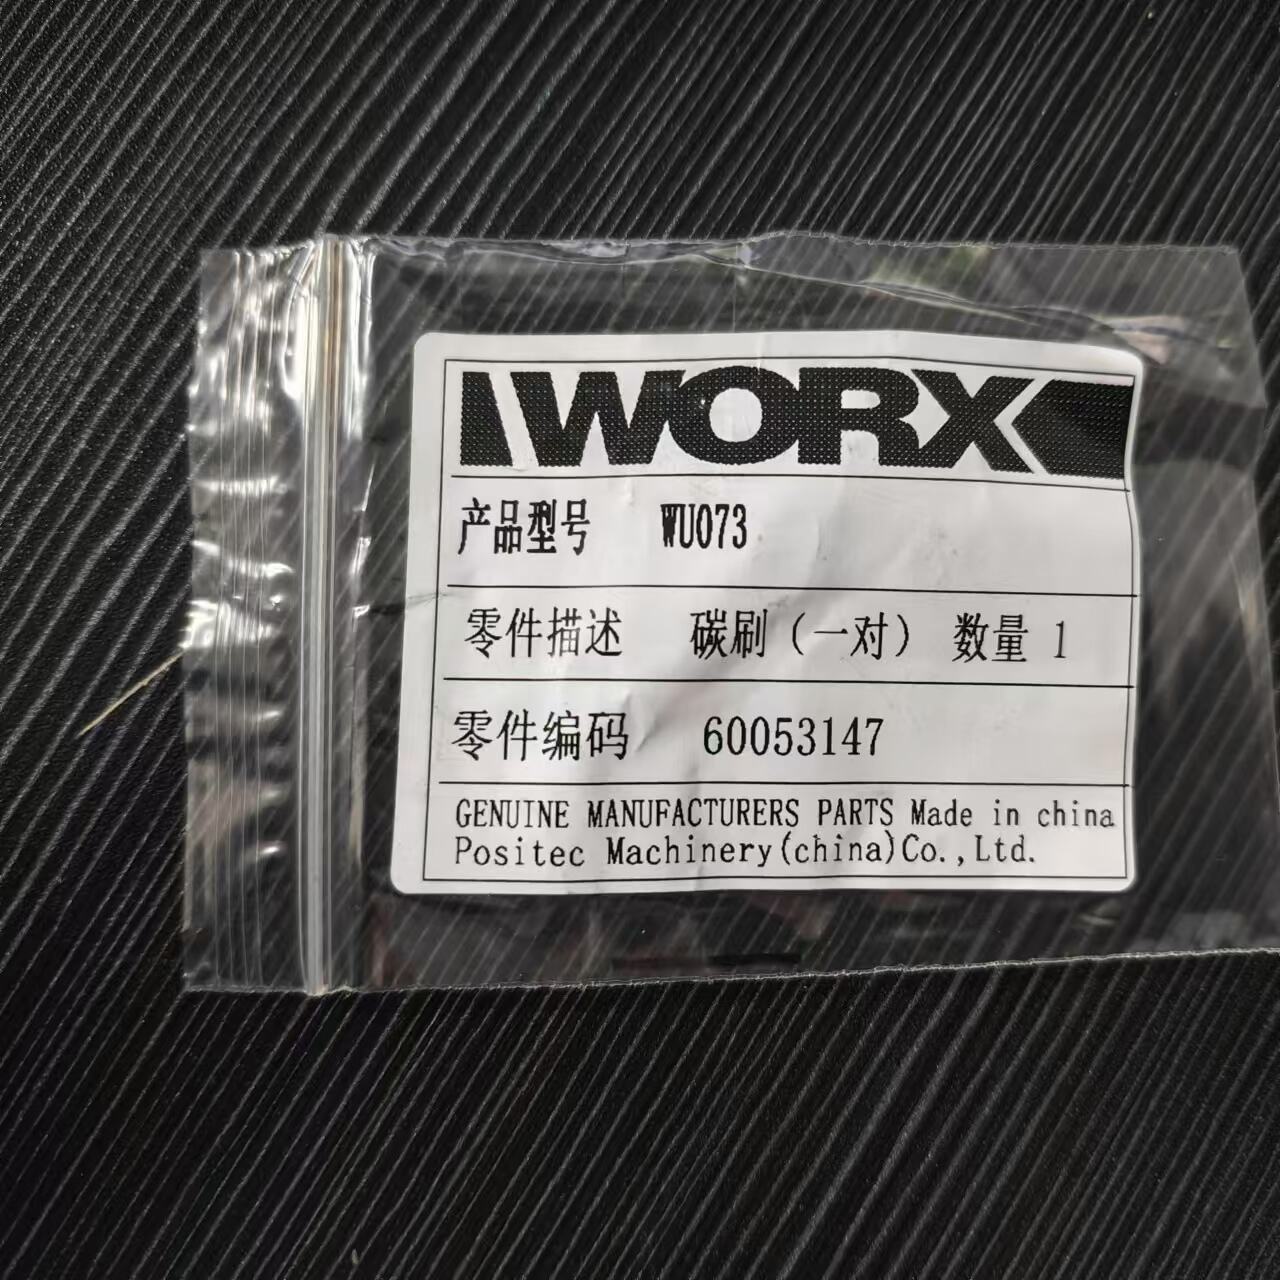 WORX
产品型号 WU073
零件描述 碳刷（一对） 数量 1
零件编码 60053147
GENUINE MANUFACTURERS PARTS Made in china
Positec Machinery(china)Co.,Ltd.